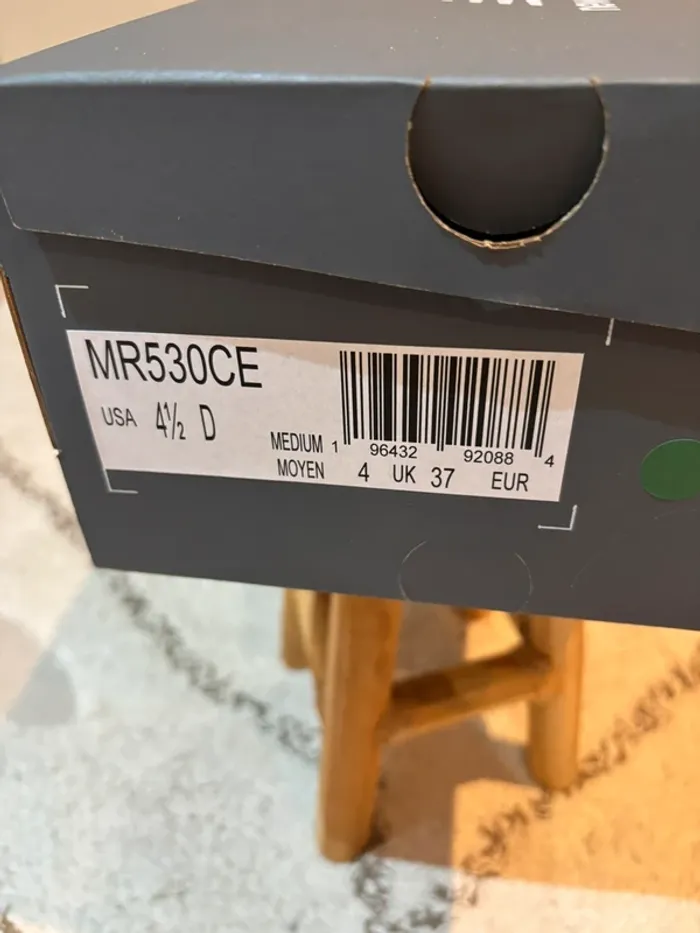 MR530CE
USA 4½ D
MEDIUM
MOYEN
1 96432 92088 4
4 UK 37 EUR